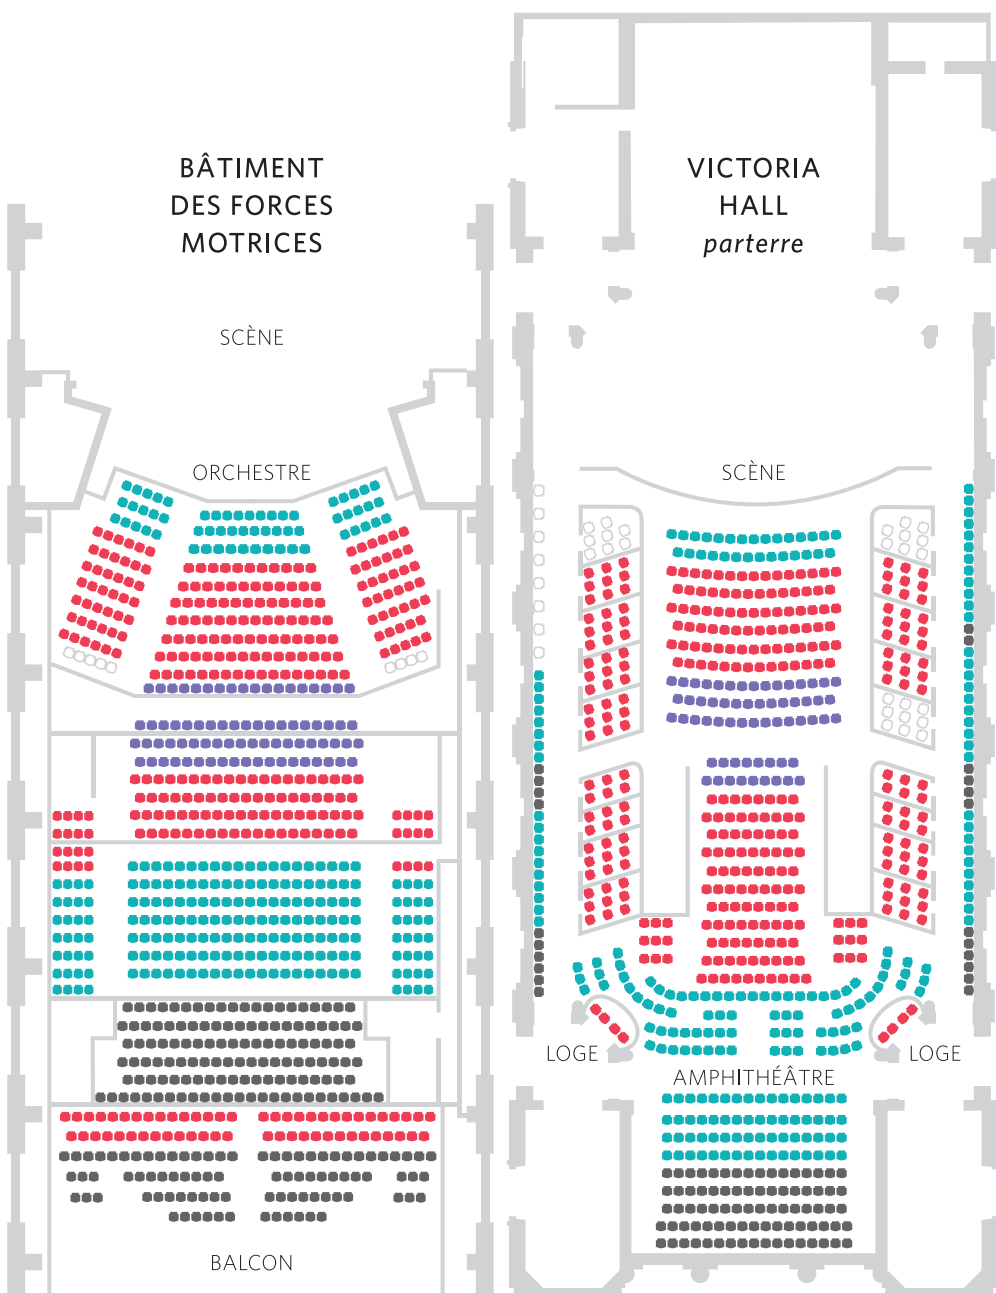 BÂTIMENT
DES FORCES
MOTRICES
SCÈNE
ORCHESTRE
BALCON
VICTORIA
HALL
parterre
SCÈNE
LOGE
LOGE
AMPHITHÉÂTRE